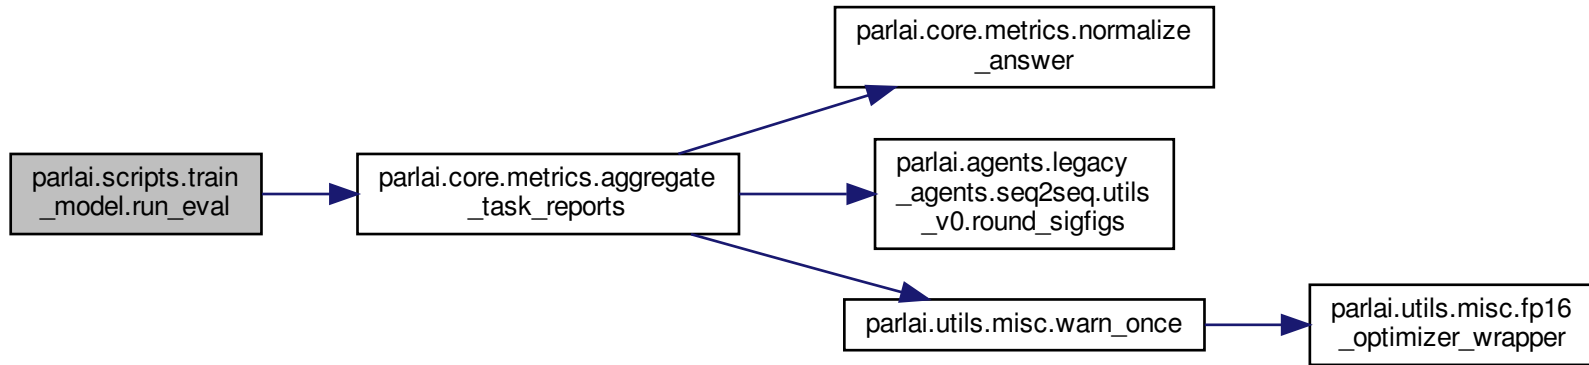 parlai.scripts.train
_model.run_eval
parlai.core.metrics.aggregate
_task_reports
parlai.core.metrics.normalize
_answer
parlai.agents.legacy
_agents.seq2seq.utils
_v0.round_sigfigs
parlai.utils.misc.warn_once
parlai.utils.misc.fp16
_optimizer_wrapper